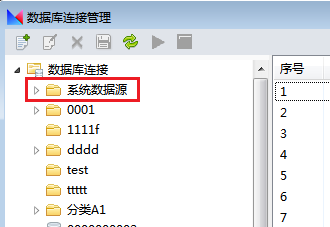 数据库连接管理
数据库连接
系统数据源
0001
1111f
dddd
test
ttttt
分类A1
序号
1
2
3
4
5
6
7